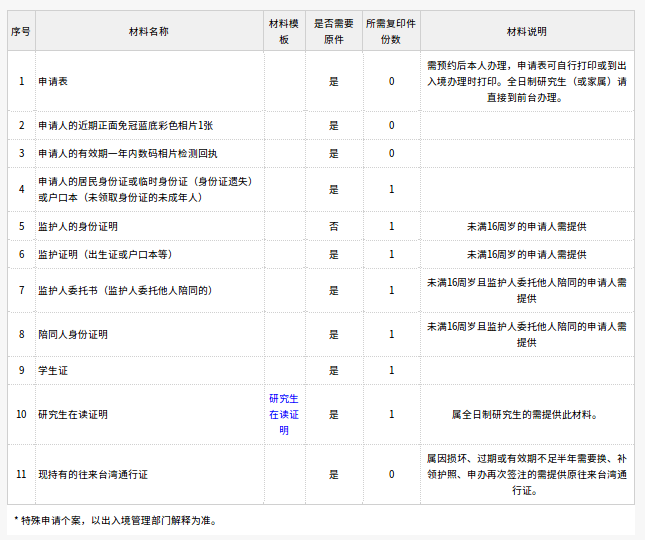 序号 材料名称 材料模板 是否需要原件 所需复印件份数 材料说明
1 申请表 是 0 需预约后本人办理，申请表可自行打印或到出
入境办理时打印。全日制研究生（或家属）请
直接到前台办理。
2 申请人的近期正面免冠蓝底彩色相片1张 是 0
3 申请人的有效期一年内数码相片检测回执 是 0
4 申请人的居民身份证或临时身份证（身份证遗失）
或户口本（未领取身份证的未成年人） 是 1
5 监护人的身份证明 否 1 未满16周岁的申请人需提供
6 监护证明（出生证或户口本等） 是 1 未满16周岁的申请人需提供
7 监护人委托书（监护人委托他人陪同的） 是 1 未满16周岁且监护人委托他人陪同的申请人需
提供
8 陪同人身份证明 是 1 未满16周岁且监护人委托他人陪同的申请人需
提供
9 学生证 是 1
10 研究生在读证明 研究生
在读证
明 是 1 属全日制研究生的需提供此材料。
11 现持有的往来台湾通行证 是 0 属因损坏、过期或有效期不足半年需要换、补
领护照、申办再次签注的需提供原往来台湾通
行证。
* 特殊申请个案，以出入境管理部门解释为准。